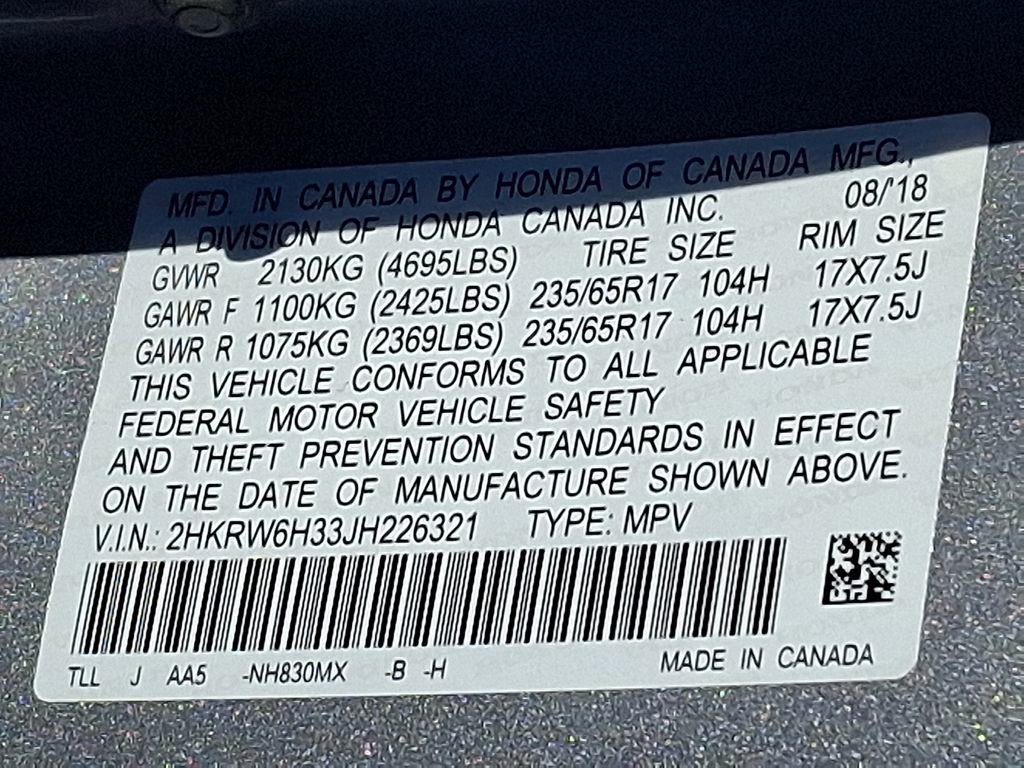 MFD. IN CANADA BY HONDA OF CANADA MFG.,
A DIVISION OF HONDA CANADA INC. 08/'18
GVWR 2130KG (4695LBS) TIRE SIZE RIM SIZE
GAWR F 1100KG (2425LBS) 235/65R17 104H 17X7.5J
GAWR R 1075KG (2369LBS) 235/65R17 104H 17X7.5J
THIS VEHICLE CONFORMS TO ALL APPLICABLE
FEDERAL MOTOR VEHICLE SAFETY
AND THEFT PREVENTION STANDARDS IN EFFECT
ON THE DATE OF MANUFACTURE SHOWN ABOVE.
V.I.N.: 2HKRW6H33JH226321 TYPE: MPV
TLL J AA5 -NH830MX -B -H MADE IN CANADA